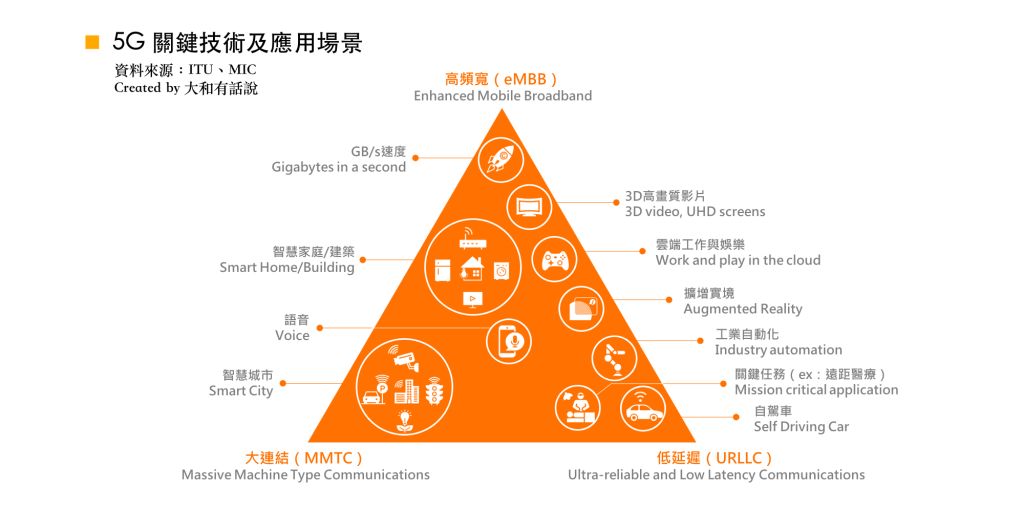 5G 關鍵技術及應用場景
資料來源：ITU、MIC
Created by 大和有話說
高頻寬（eMBB）
Enhanced Mobile Broadband
GB/s速度
Gigabytes in a second
3D高畫質影片
3D video, UHD screens
智慧家庭/建築
Smart Home/Building
雲端工作與娛樂
Work and play in the cloud
擴增實境
Augmented Reality
語音
Voice
工業自動化
Industry automation
智慧城市
Smart City
關鍵任務（ex：遠距醫療）
Mission critical application
自駕車
Self Driving Car
大連結（MMTC）
Massive Machine Type Communications
低延遲（URLLC）
Ultra-reliable and Low Latency Communications
P